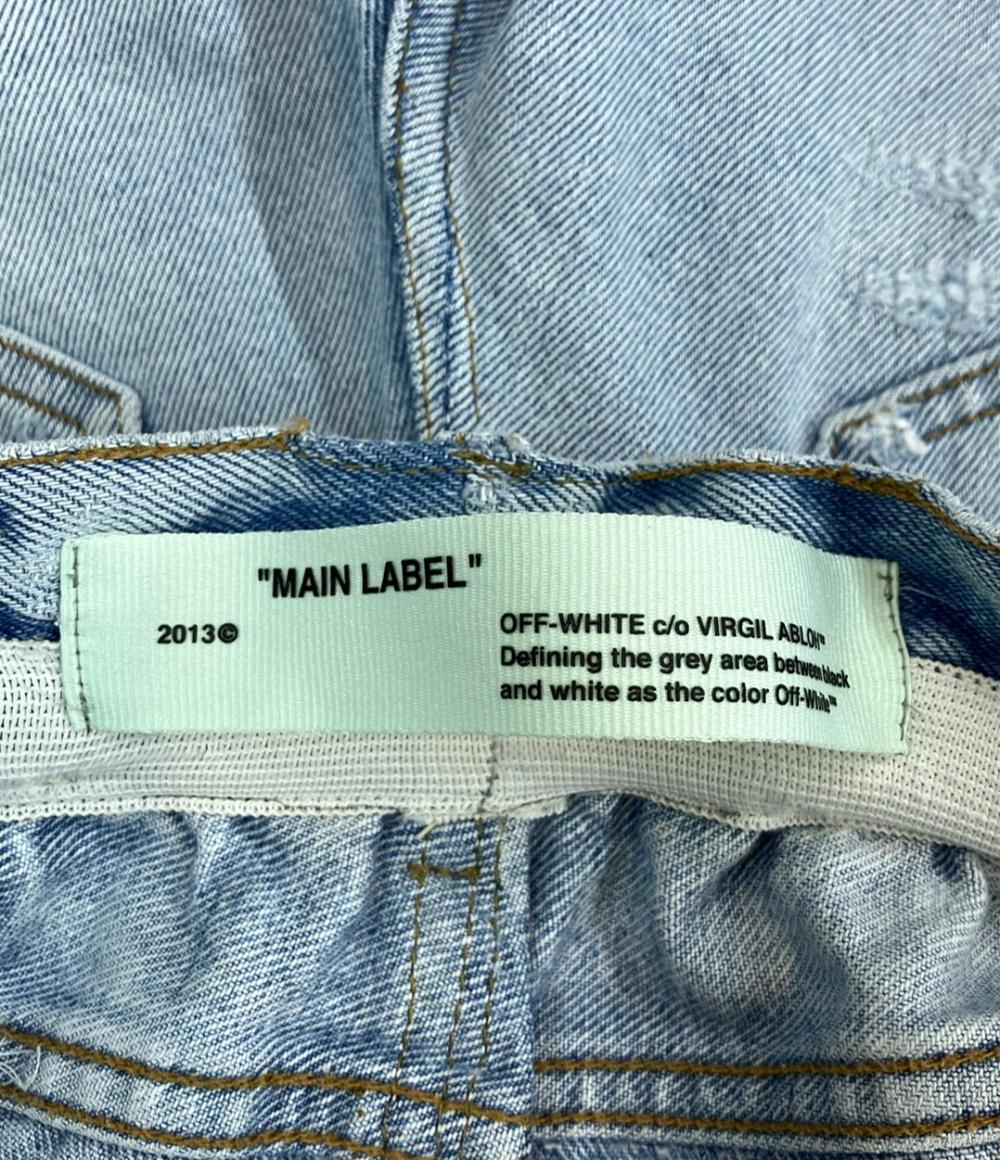 "MAIN LABEL"
2013©
OFF-WHITE c/o VIRGIL ABLOH™
Defining the grey area between black
and white as the color Off-White™